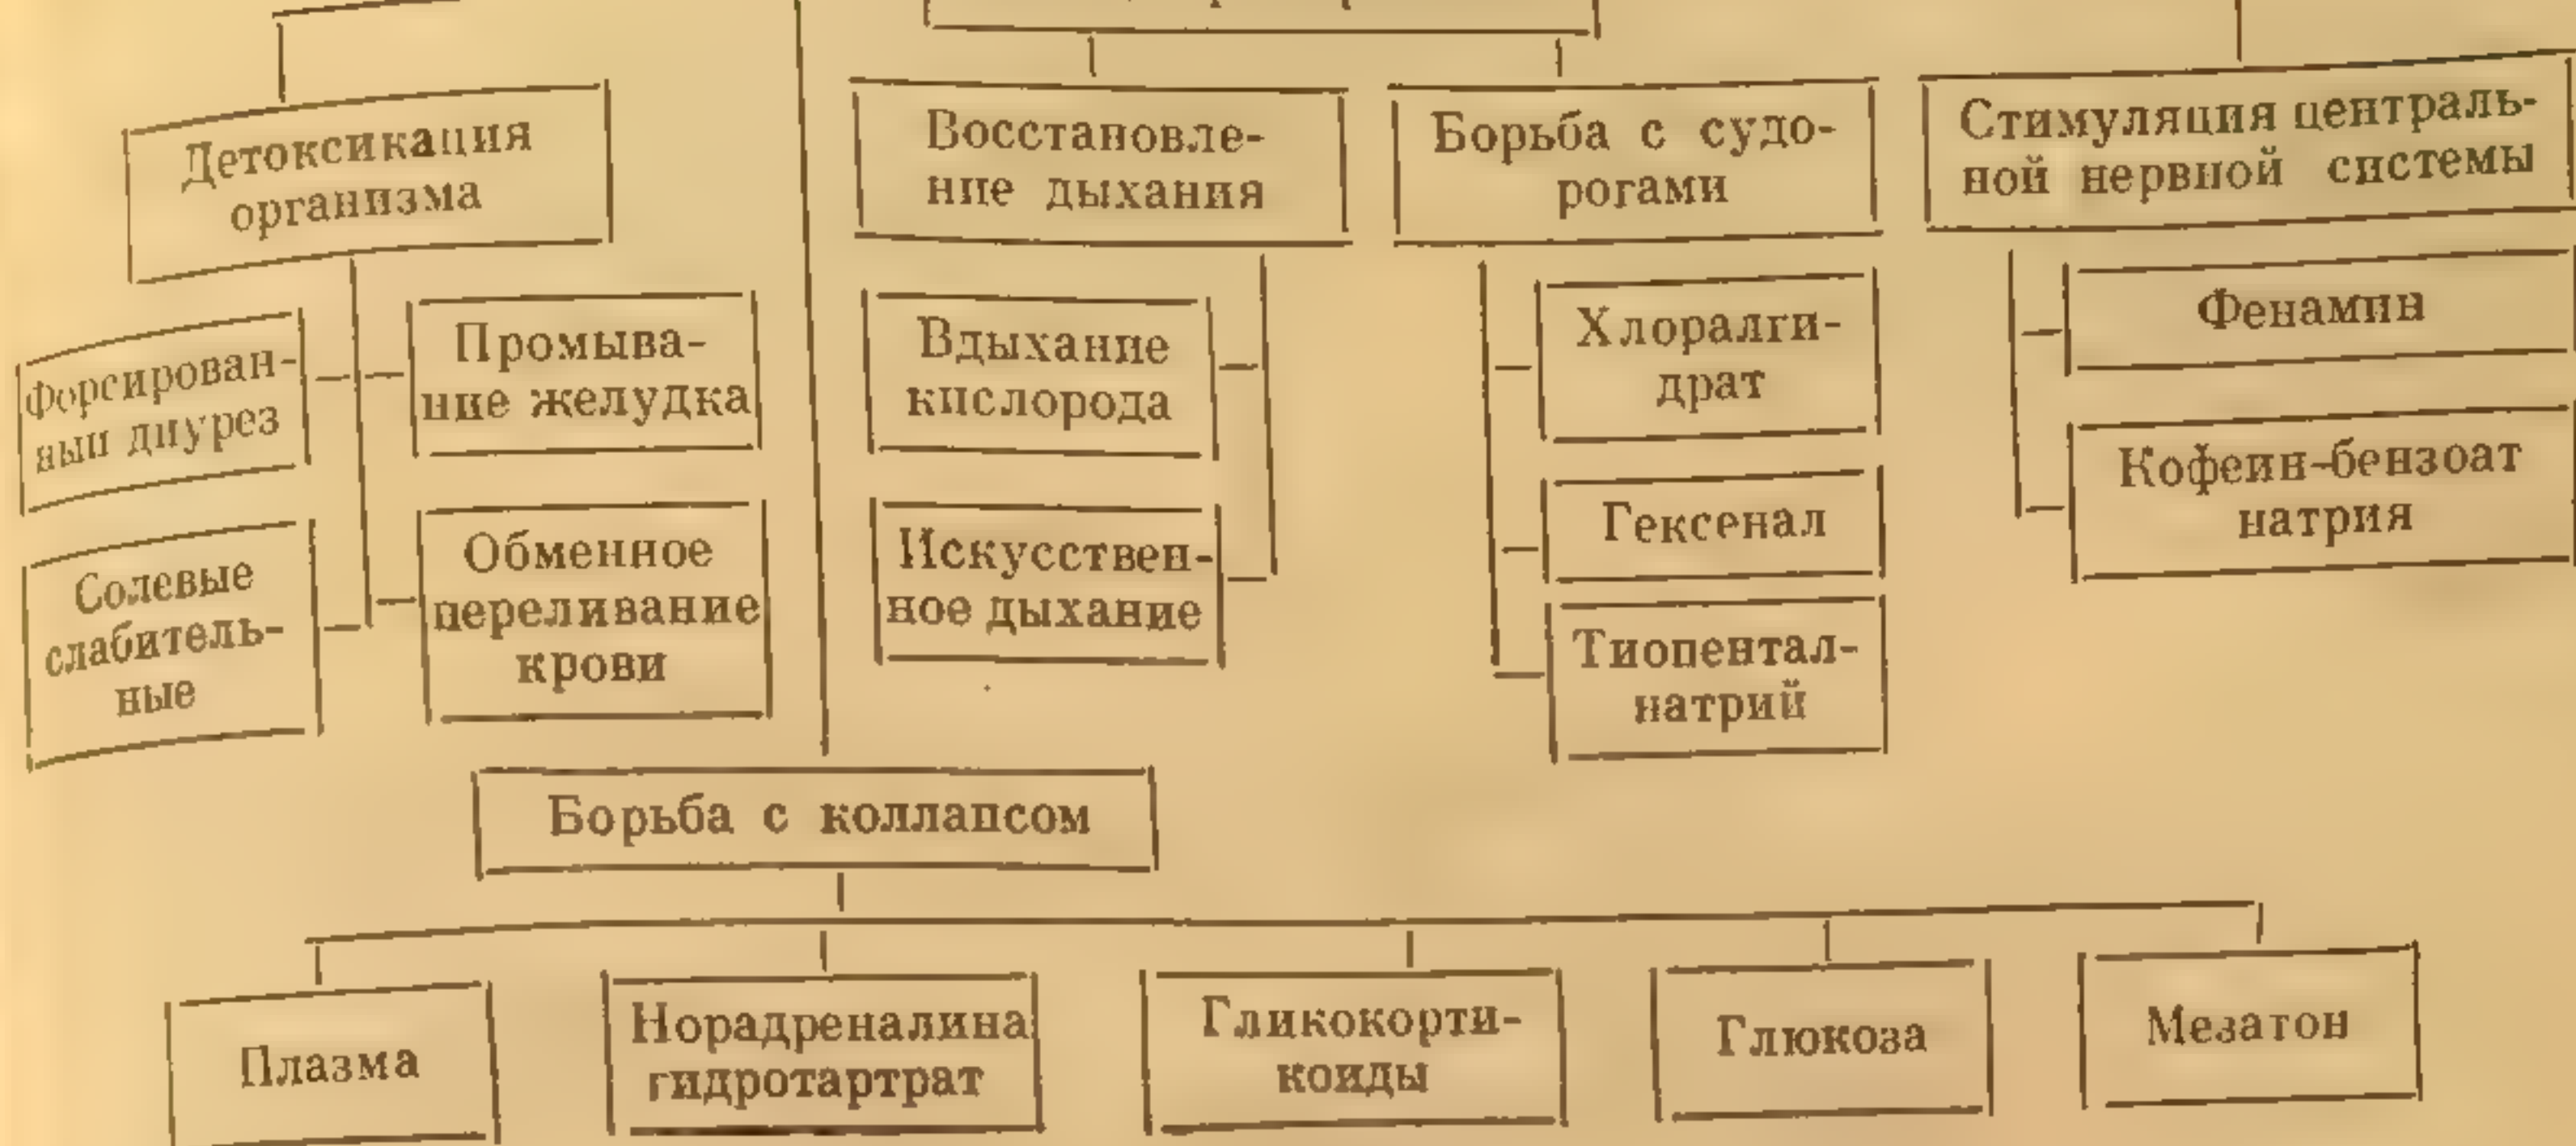 Детоксикация
организма
Восстановле-
ние дыхания
Борьба с судо-
рогами
Стимуляция централь-
ной нервной системы
Форсирован-
ный диурез
Промыва-
ние желудка
Солевые
слабитель-
ные
Обменное
переливание
крови
Вдыхание
кислорода
Искусствен-
ное дыхание
Хлоралги-
драт
Гексенал
Тиопентал-
натрий
Фенамин
Кофеин-бензоат
натрия
Борьба с коллапсом
Плазма
Норадреналина
гидротартрат
Гликокорти-
коиды
Глюкоза
Мезатон